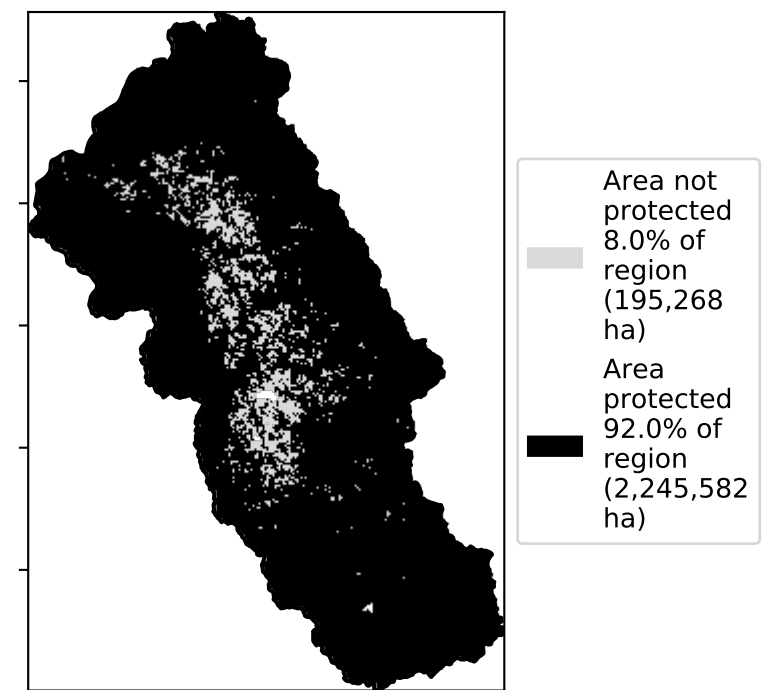 Area not
protected
8.0% of
region
(195,268
ha)
Area
protected
92.0% of
region
(2,245,582
ha)